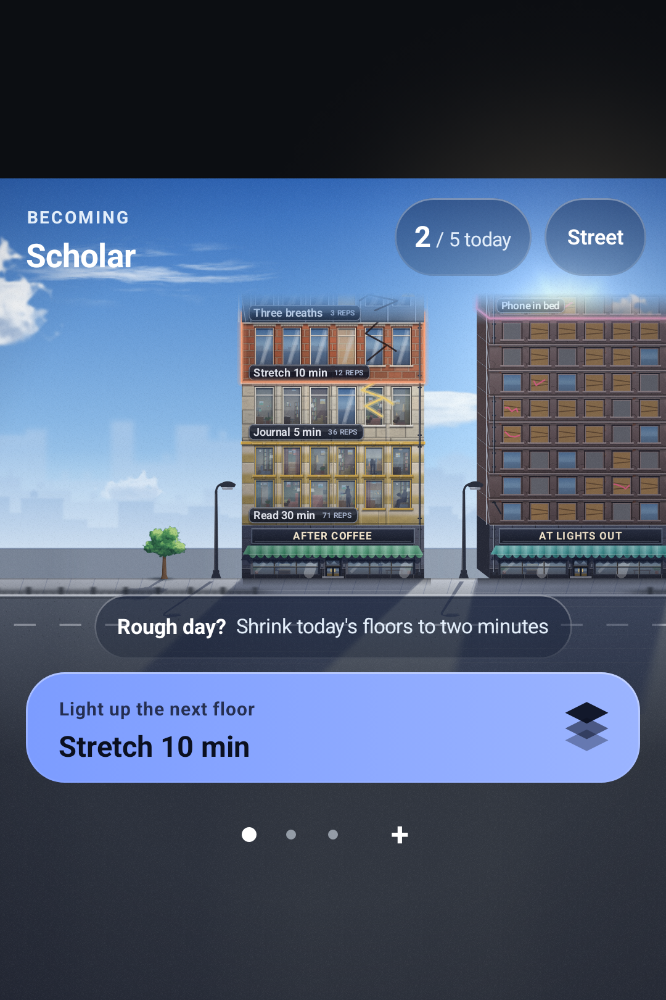 BECOMING
Scholar
2 / 5 today
Street
Three breaths 3 REPS
Phone in bed
Stretch 10 min 12 REPS
Journal 5 min 36 REPS
Read 30 min 71 REPS
AFTER COFFEE
AT LIGHTS OUT
Rough day? Shrink today's floors to two minutes
Light up the next floor
Stretch 10 min